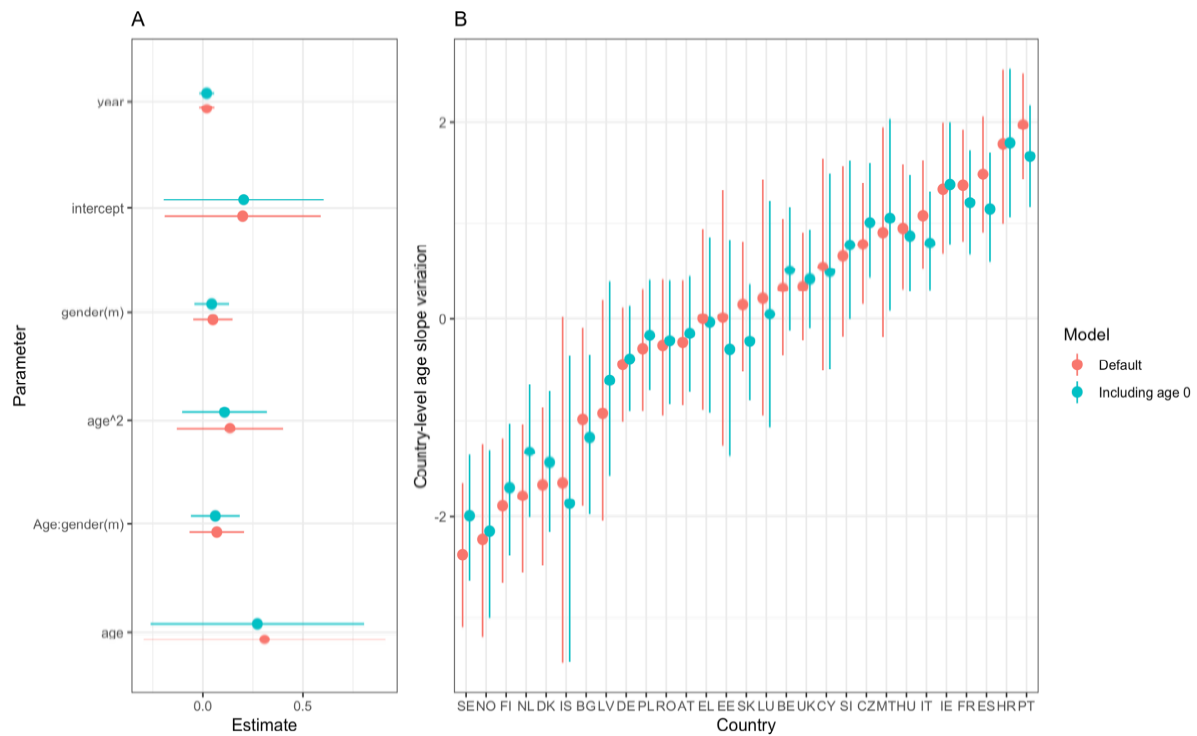 A
B
Parameter
year
intercept
gender(m)
age^2
Age:gender(m)
age
0.0 0.5
Estimate
Country-level age slope variation
2
0
-2
SE NO FI NL DK IS BG LV DE PL RO AT EL EE SK LU BE UK CY SI CZ MT HU IT IE FR ES HR PT
Country
Model
Default
Including age 0